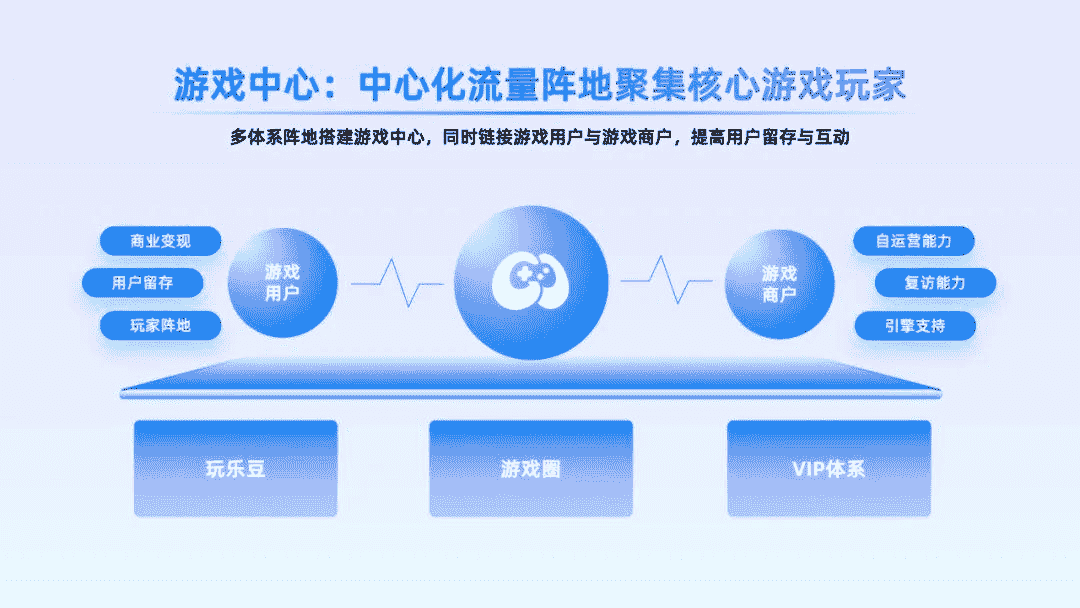 游戏中心：中心化流量阵地聚集核心游戏玩家
多体系阵地搭建游戏中心，同时链接游戏用户与游戏商户，提高用户留存与互动
商业变现
用户留存
玩家阵地
游戏
用户
游戏
商户
自运营能力
复访能力
引擎支持
玩乐豆
游戏圈
VIP体系